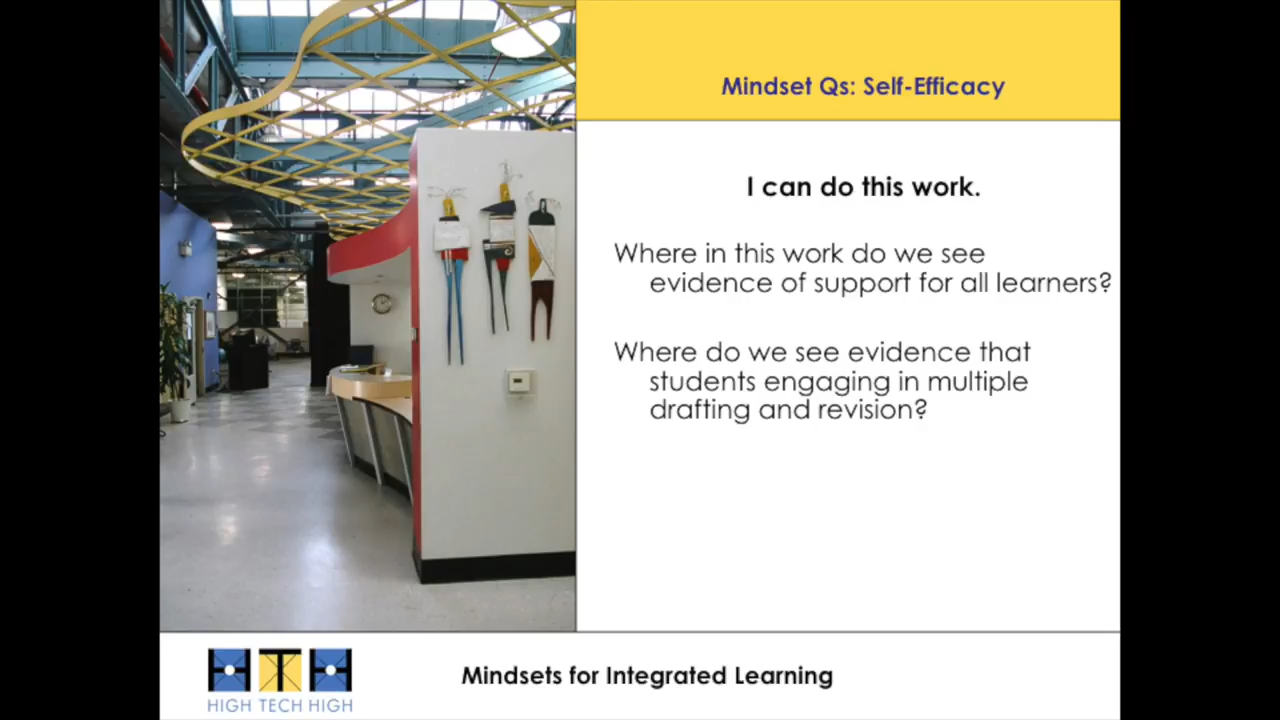 Mindset Qs: Self-Efficacy
I can do this work.
Where in this work do we see
evidence of support for all learners?
Where do we see evidence that
students engaging in multiple
drafting and revision?
HTH
HIGH TECH HIGH
Mindsets for Integrated Learning